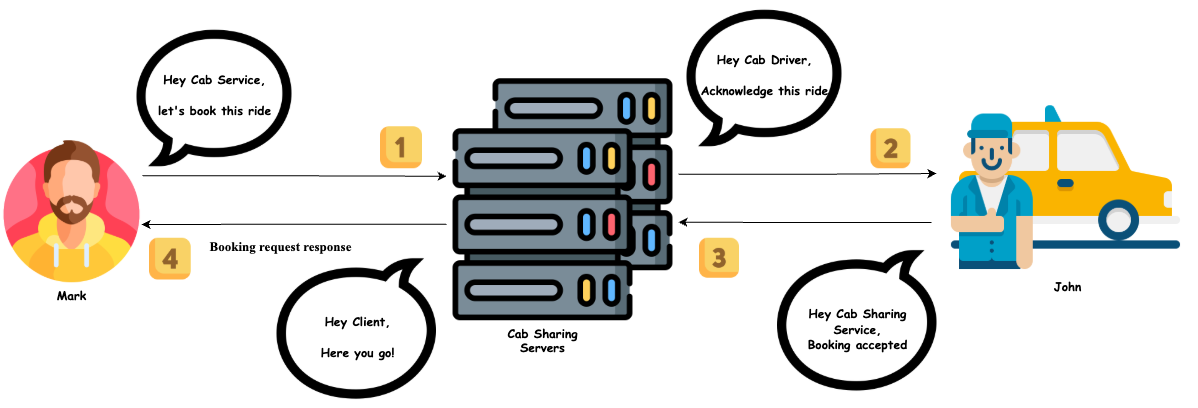 Hey Cab Service,
let's book this ride
1
Hey Cab Driver,
Acknowledge this ride
2
Mark
4
Booking request response
Hey Client,
Here you go!
Cab Sharing
Servers
3
Hey Cab Sharing
Service,
Booking accepted
John